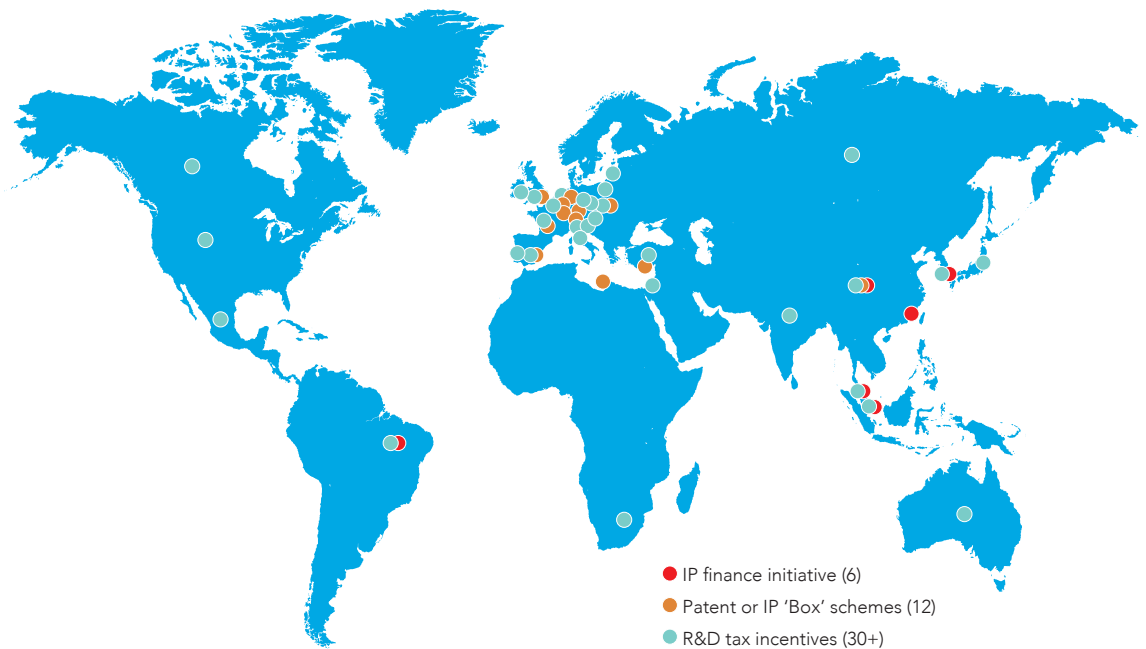 IP finance initiative (6)
Patent or IP ‘Box’ schemes (12)
R&D tax incentives (30+)